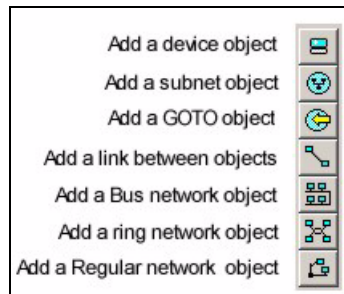 Add a device object
Add a subnet object
Add a GOTO object
Add a link between objects
Add a Bus network object
Add a ring network object
Add a Regular network object